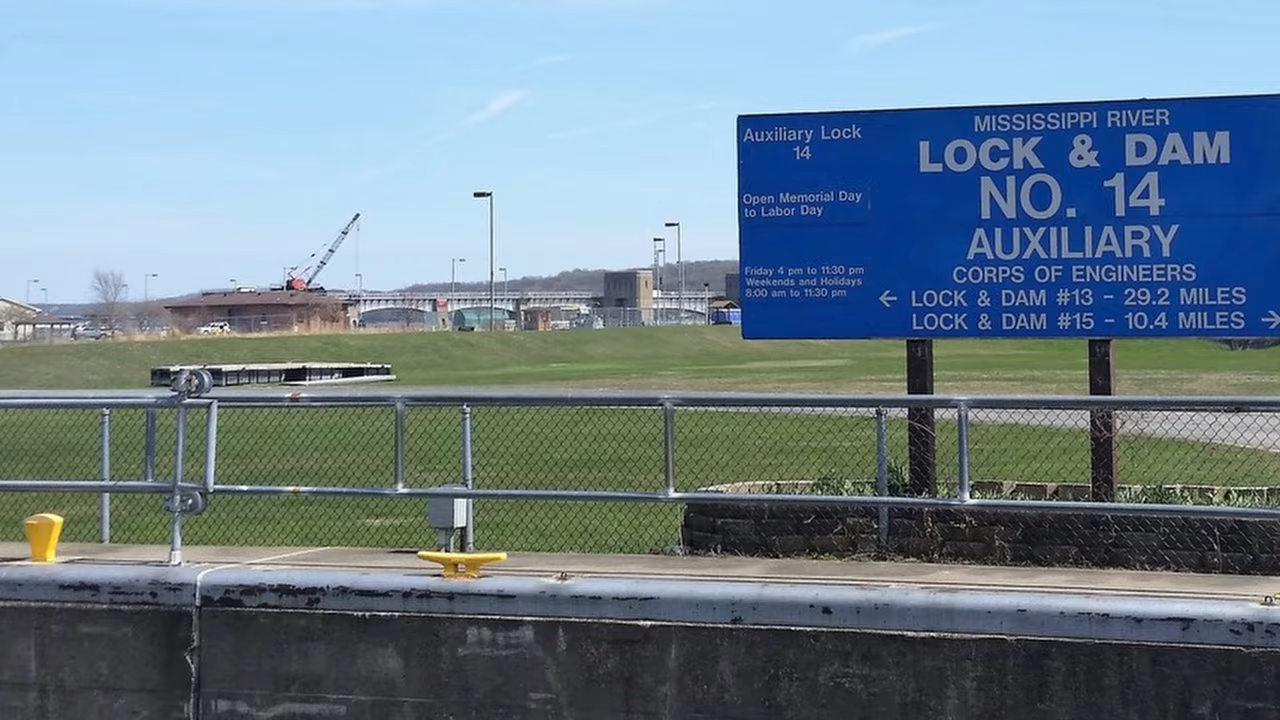 Auxiliary Lock
14
Open Memorial Day
to Labor Day
Friday 4 pm to 11:30 pm
Weekends and Holidays
8:00 am to 11:30 pm
MISSISSIPPI RIVER
LOCK & DAM
NO. 14
AUXILIARY
CORPS OF ENGINEERS
← LOCK & DAM #13 - 29.2 MILES
LOCK & DAM #15 - 10.4 MILES →